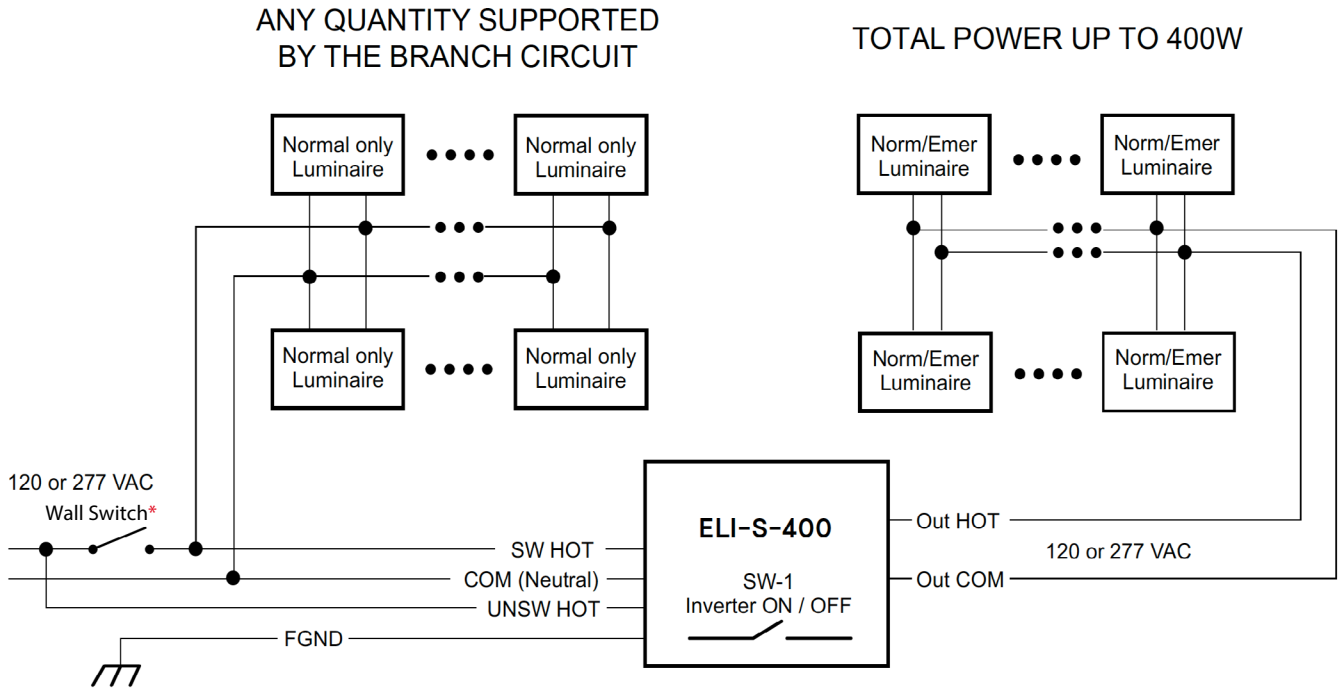 ANY QUANTITY SUPPORTED
BY THE BRANCH CIRCUIT
TOTAL POWER UP TO 400W
Normal only
Luminaire
Normal only
Luminaire
Norm/Emer
Luminaire
Norm/Emer
Luminaire
Normal only
Luminaire
Normal only
Luminaire
Norm/Emer
Luminaire
Norm/Emer
Luminaire
120 or 277 VAC
Wall Switch*
SW HOT
COM (Neutral)
UNSW HOT
FGND
ELI-S-400
SW-1
Inverter ON / OFF
Out HOT
120 or 277 VAC
Out COM